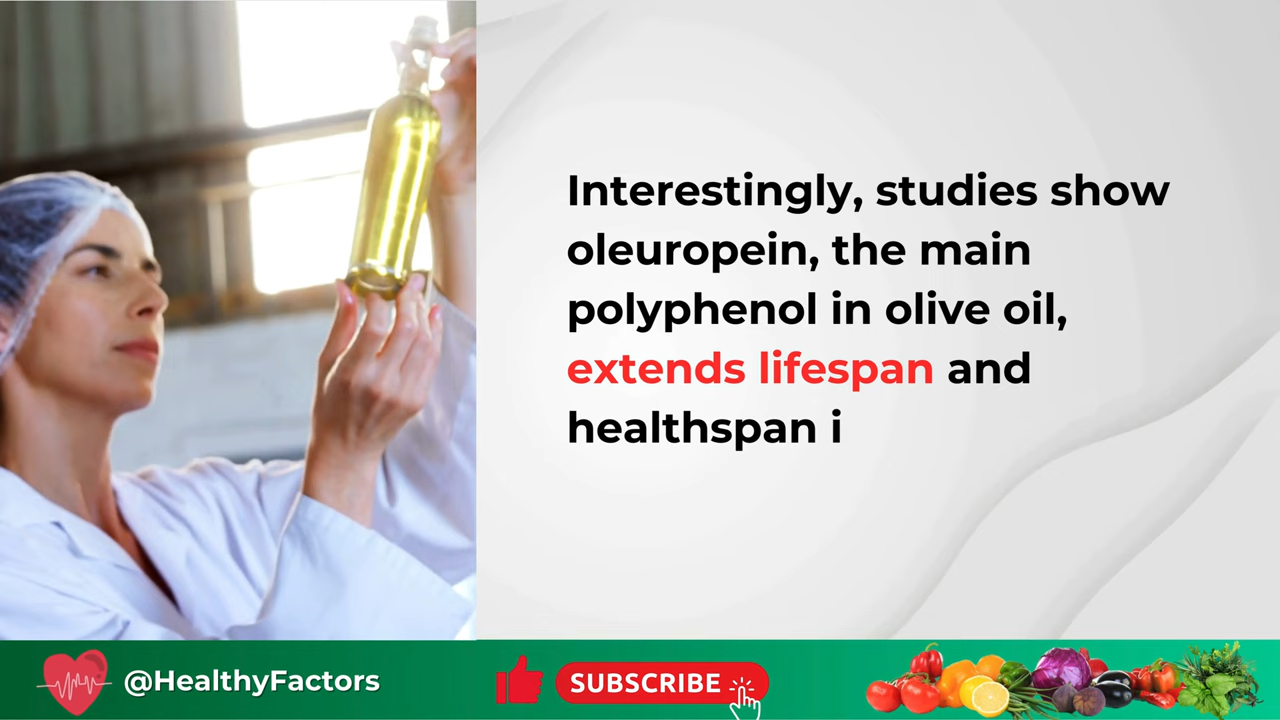 Interestingly, studies show
oleuropein, the main
polyphenol in olive oil,
extends lifespan and
healthspan i
@HealthyFactors
SUBSCRIBE